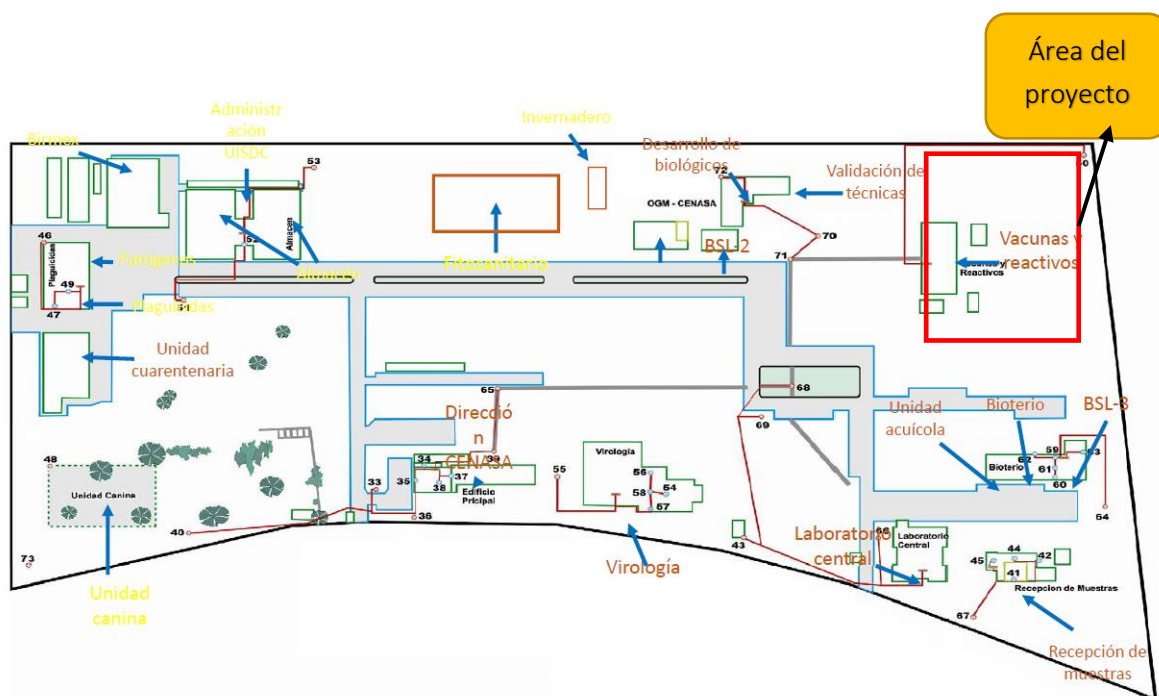 Área del
proyecto
Administr
ación
UISDC
Birmex
53
Invernadero
Desarrollo de
biológicos
72
Validación de
técnicas
50
OGM - CENASA
Almacen
52
46
Plaguicidas
Patógenos
49
47
Plaguicidas
Almacén
51
Fitosanitario
BSL-2
70
71
Vacunas y
reactivos
Reactivos
Unidad
cuarentenaria
65
68
69
Direcció
n
CENASA
Unidad
acuícola
Bioterio
BSL-3
48
Unidad Canina
40
73
Unidad
canina
33
34
35
37
38
39
36
Edificio
Pricipal
55
Virología
56
58
54
57
Virología
43
Laboratorio
central
66
Laboratorio
Central
62
59
63
Bioterio
61
60
64
45
44
42
41
Recepcion de Muestras
67
Recepción de
muestras